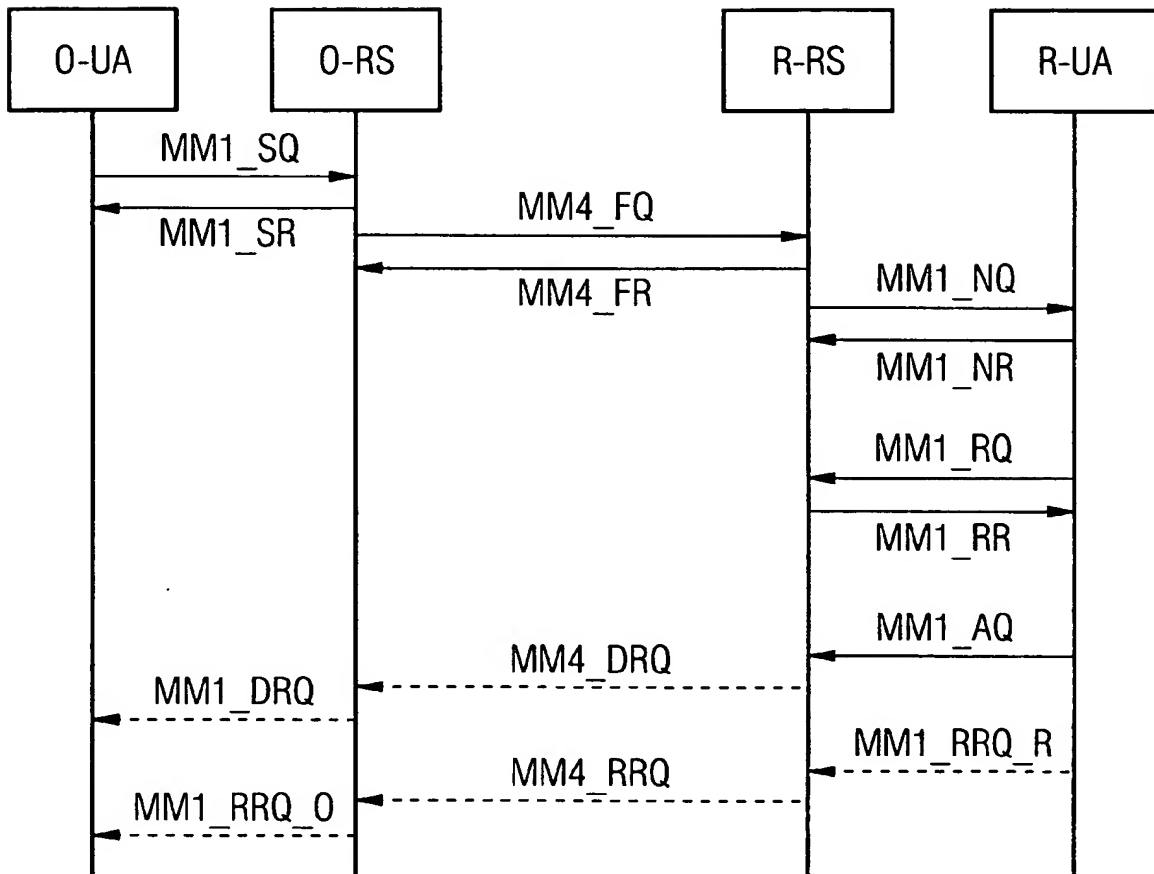 O-UA
O-RS
R-RS
R-UA
MM1_SQ
MM1_SR
MM4_FQ
MM4_FR
MM1_NQ
MM1_NR
MM1_RQ
MM1_RR
MM1_AQ
MM4_DRQ
MM1_DRQ
MM1_RRQ_R
MM4_RRQ
MM1_RRQ_O